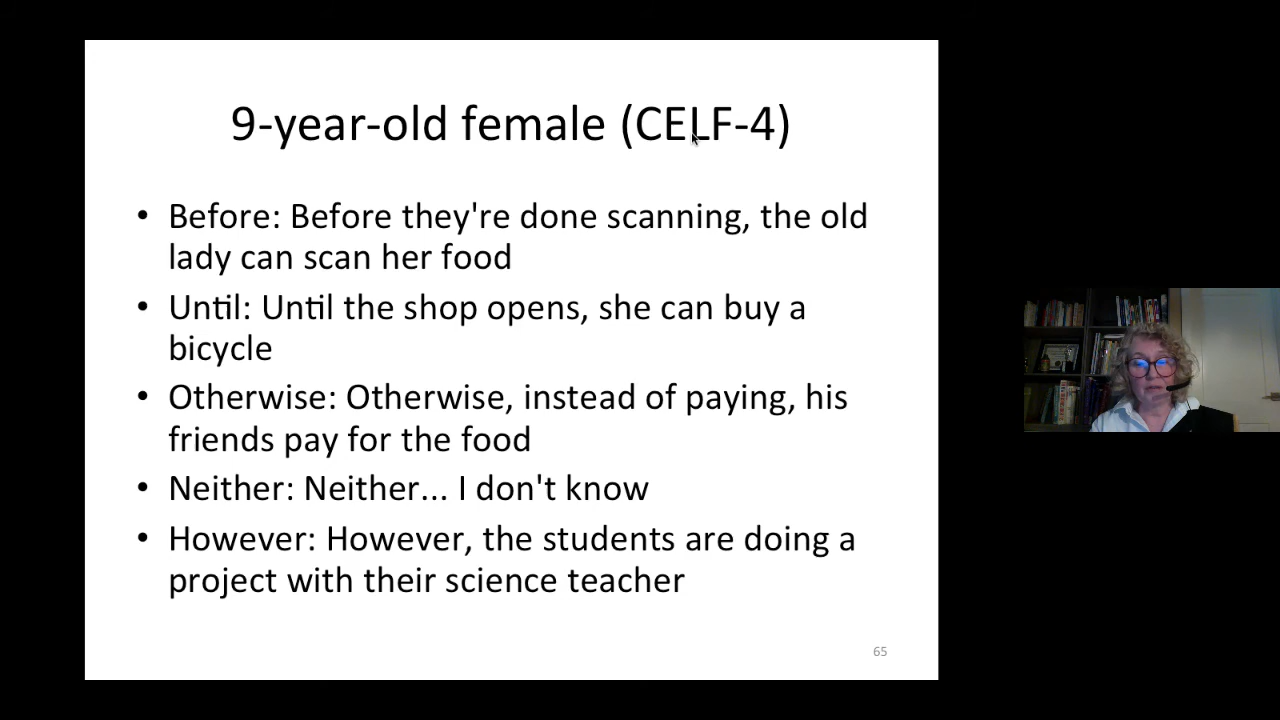 9-year-old female (CELF-4)
• Before: Before they're done scanning, the old
lady can scan her food
• Until: Until the shop opens, she can buy a
bicycle
• Otherwise: Otherwise, instead of paying, his
friends pay for the food
• Neither: Neither... I don't know
• However: However, the students are doing a
project with their science teacher
65